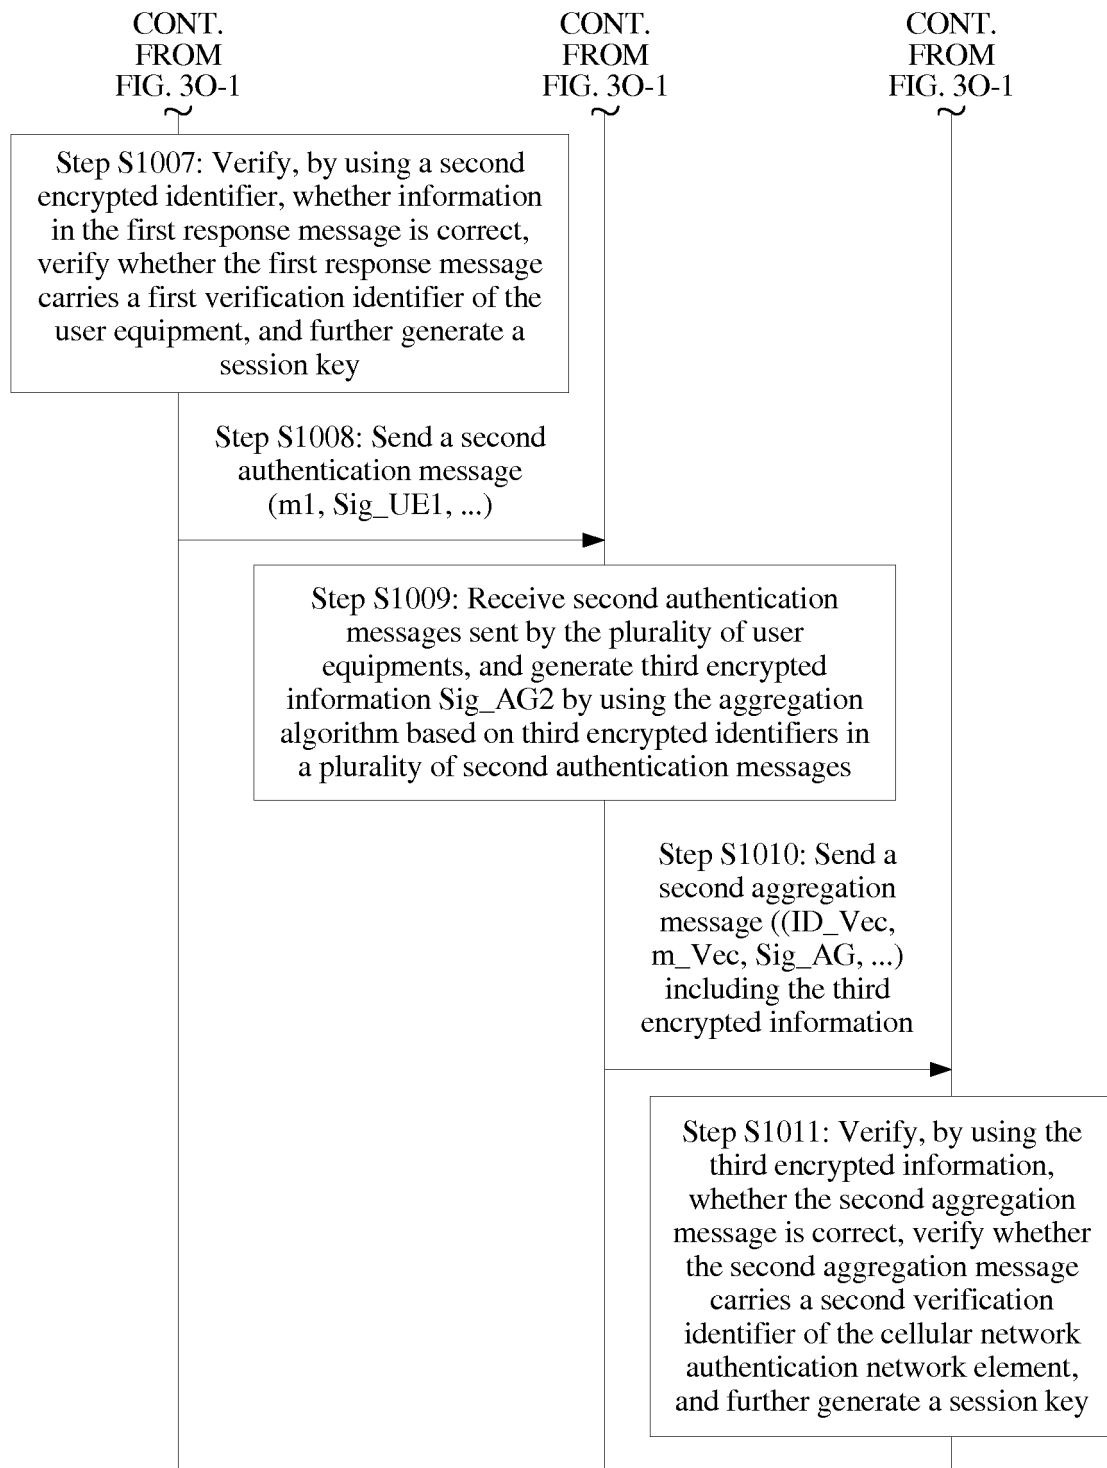 CONT.
FROM
FIG. 3O-1
CONT.
FROM
FIG. 3O-1
CONT.
FROM
FIG. 3O-1
Step S1007: Verify, by using a second
encrypted identifier, whether information
in the first response message is correct,
verify whether the first response message
carries a first verification identifier of the
user equipment, and further generate a
session key
Step S1008: Send a second
authentication message
(m1, Sig_UE1, ...)
Step S1009: Receive second authentication
messages sent by the plurality of user
equipments, and generate third encrypted
information Sig_AG2 by using the aggregation
algorithm based on third encrypted identifiers in
a plurality of second authentication messages
Step S1010: Send a
second aggregation
message ((ID_Vec,
m_Vec, Sig_AG, ...)
including the third
encrypted information
Step S1011: Verify, by using the
third encrypted information,
whether the second aggregation
message is correct, verify whether
the second aggregation message
carries a second verification
identifier of the cellular network
authentication network element,
and further generate a session key